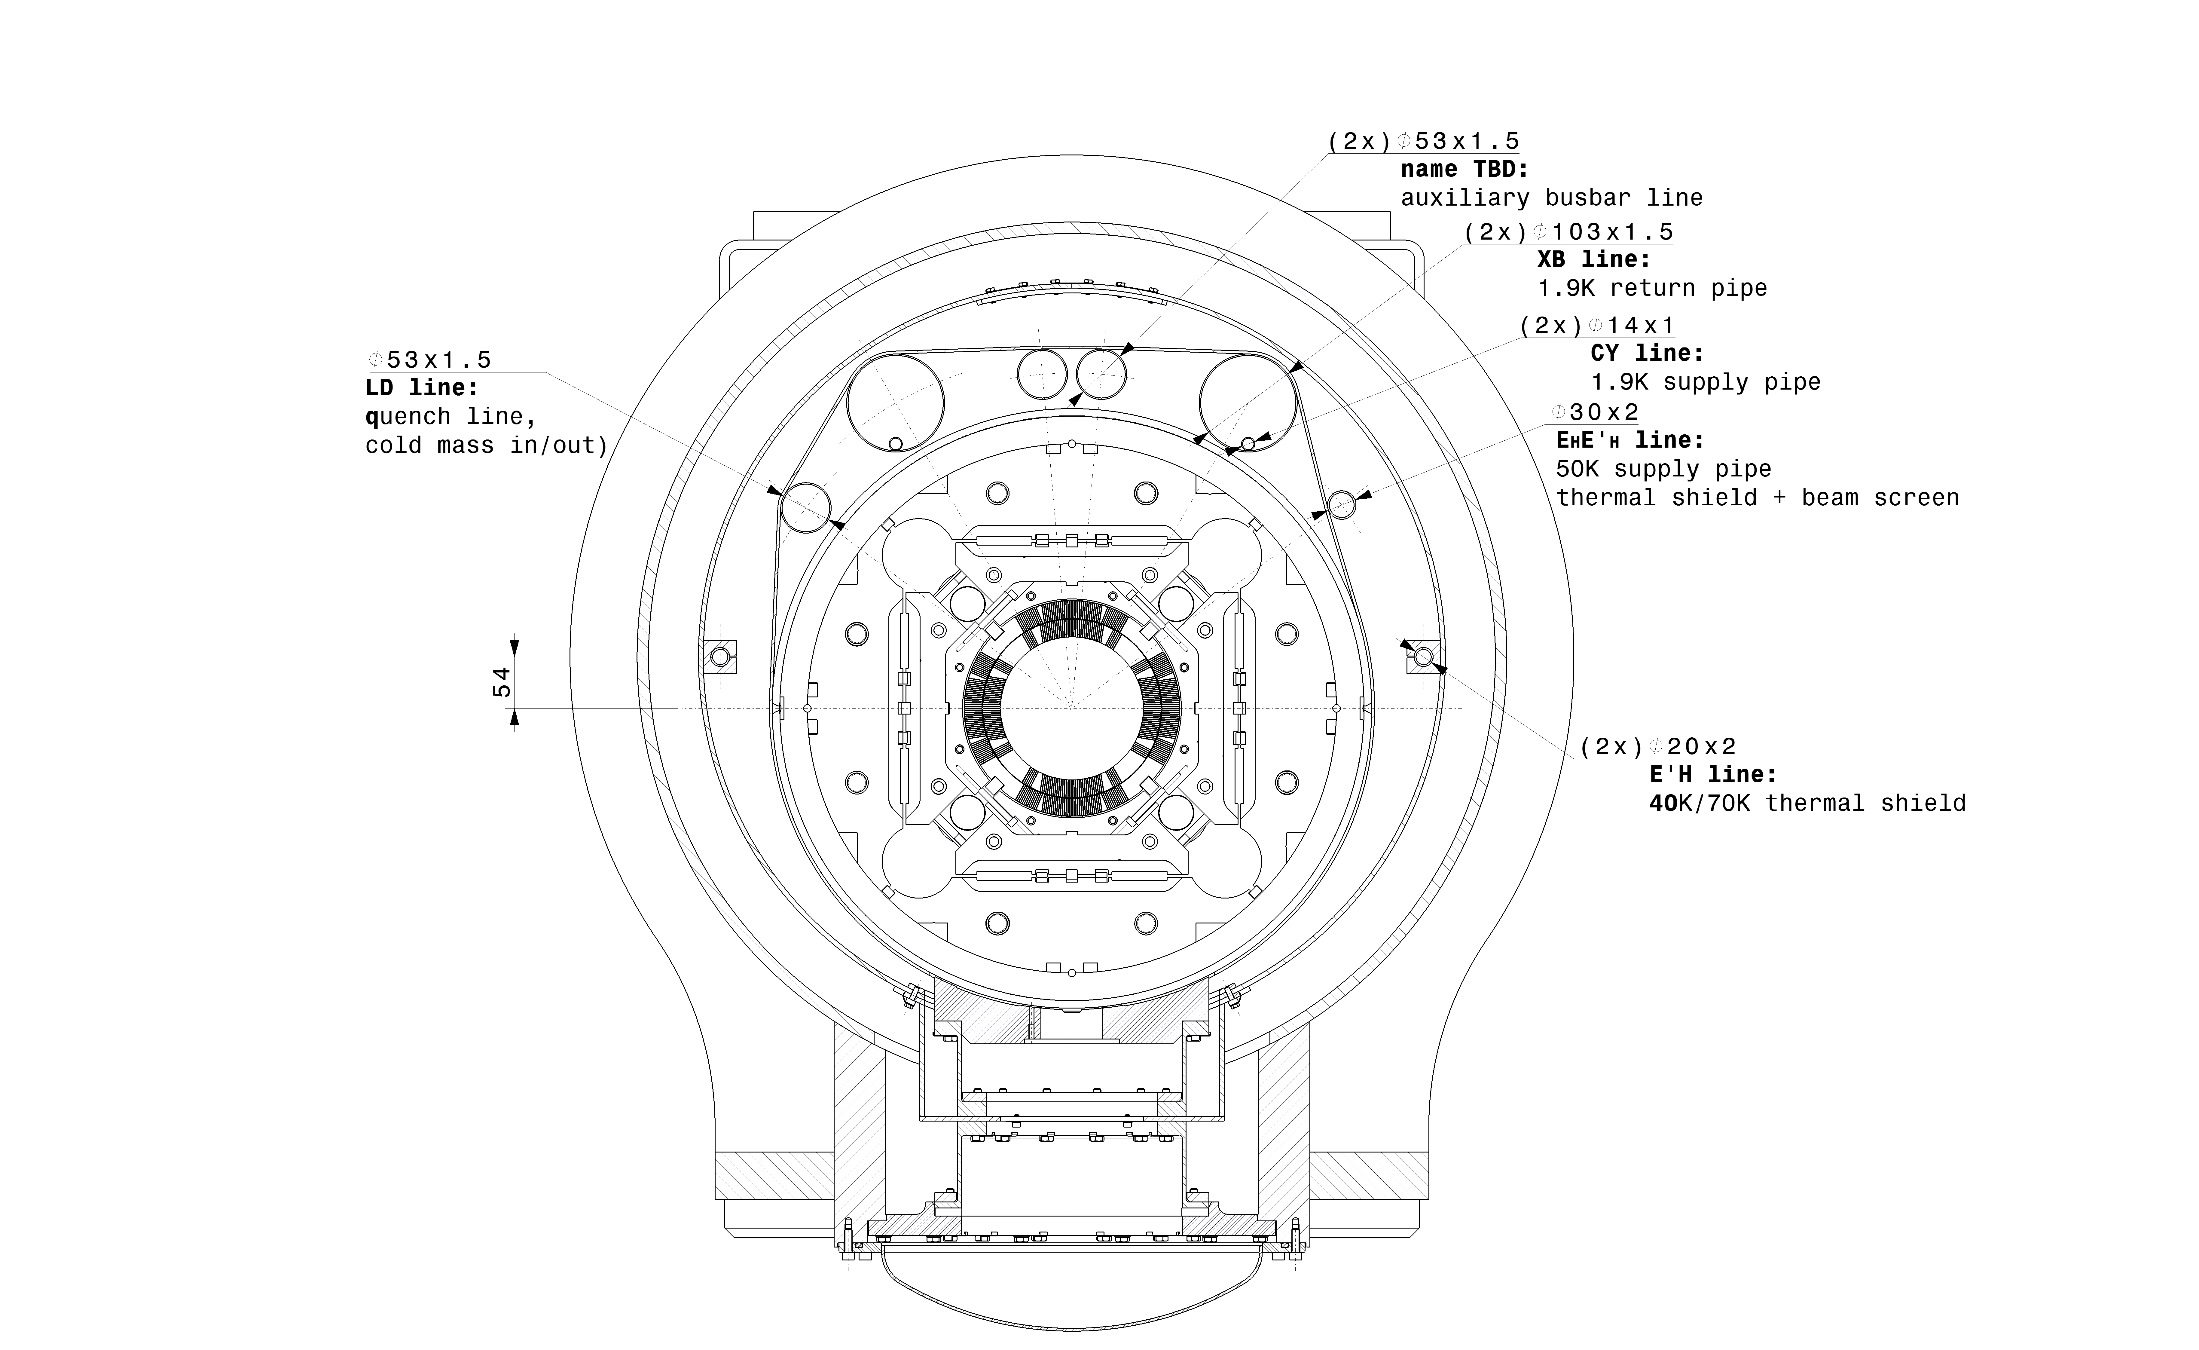 (2x)⌀53x1.5
name TBD:
auxiliary busbar line
(2x)⌀103x1.5
XB line:
1.9K return pipe
(2x)⌀14x1
CY line:
1.9K supply pipe
⌀30x2
EHE'H line:
50K supply pipe
thermal shield + beam screen
⌀53x1.5
LD line:
quench line,
cold mass in/out)
54
(2x)⌀20x2
E'H line:
40K/70K thermal shield